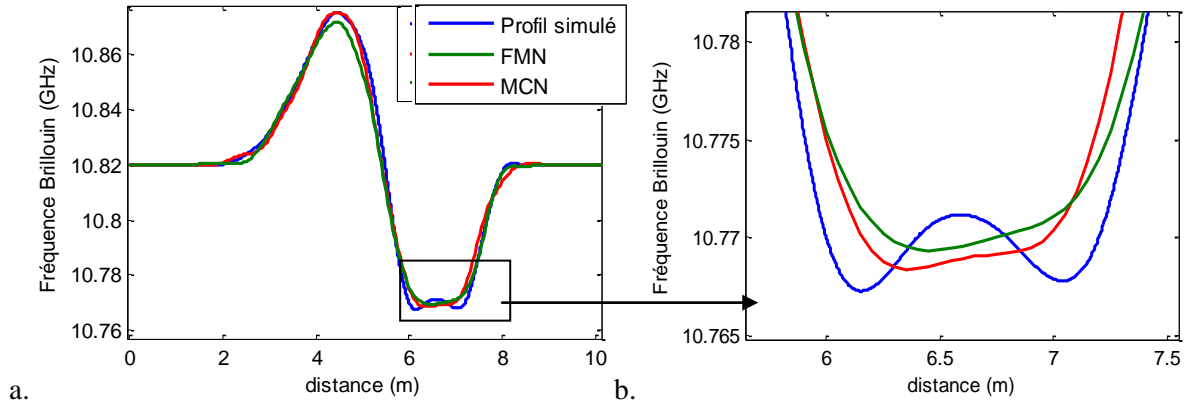 Profil simulé
FMN
MCN
Fréquence Brillouin (GHz)
10.86
10.84
10.82
10.8
10.78
10.76
0
2
4
6
8
10
distance (m)
a.
Fréquence Brillouin (GHz)
10.78
10.775
10.77
10.765
6
6.5
7
7.5
distance (m)
b.